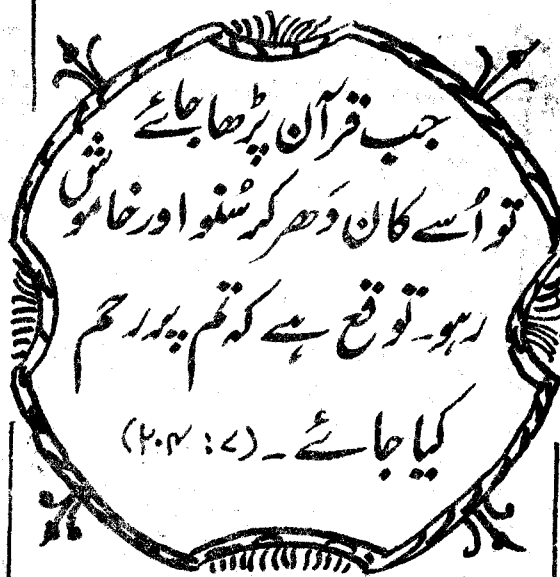 جب قرآن پڑھا جائے
تو اُسے کان دَھر کر سُنو اور خاموش
رہو۔ توقع ہے کہ تم پر رحم
کیا جائے ۔ (۷ : ۲۰۴)